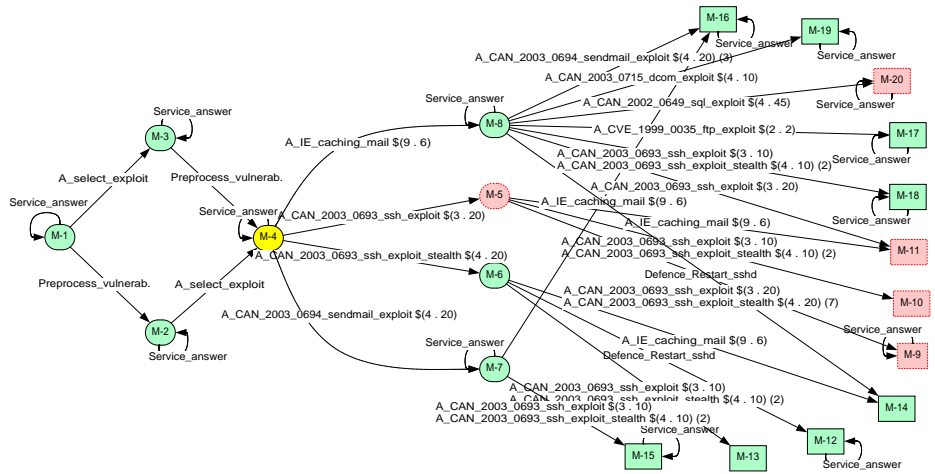 M-16
Service_answer
M-19
Service_answer
A_CAN_2003_0694_sendmail_exploit $(4 . 20) (3)
A_CAN_2003_0715_dcom_exploit $(4 . 10)
M-20
Service_answer
A_CAN_2002_0649_sql_exploit $(4 . 45)
Service_answer
M-8
A_CVE_1999_0035_ftp_exploit $(2 . 2)
M-17
Service_answer
Service_answer
M-3
A_IE_caching_mail $(9 . 6)
A_CAN_2003_0693_ssh_exploit $(3 . 10)
A_CAN_2003_0693_ssh_exploit_stealth $(4 . 10) (2)
A_select_exploit
Preprocess_vulnerab.
A_CAN_2003_0693_ssh_exploit $(3 . 20)
M-18
Service_answer
M-5
A_IE_caching_mail $(9 . 6)
Service_answer
M-1
Service_answer
M-4
A_CAN_2003_0693_ssh_exploit $(3 . 20)
A_IE_caching_mail $(9 . 6)
M-11
A_CAN_2003_0693_ssh_exploit $(3 . 10)
A_CAN_2003_0693_ssh_exploit_stealth $(4 . 10) (2)
A_CAN_2003_0693_ssh_exploit_stealth $(4 . 20)
M-6
Defence_Restart_sshd
Preprocess_vulnerab.
A_select_exploit
A_CAN_2003_0693_ssh_exploit $(3 . 20)
A_CAN_2003_0693_ssh_exploit_stealth $(4 . 20) (7)
M-10
A_CAN_2003_0694_sendmail_exploit $(4 . 20)
M-2
Service_answer
Service_answer
M-7
A_IE_caching_mail $(9 . 6)
Defence_Restart_sshd
Service_answer
M-9
A_CAN_2003_0693_ssh_exploit $(3 . 10)
A_CAN_2003_0693_ssh_exploit_stealth $(4 . 10) (2)
A_CAN_2003_0693_ssh_exploit $(3 . 10)
A_CAN_2003_0693_ssh_exploit_stealth $(4 . 10) (2)
M-14
Service_answer
M-15
M-13
M-12
Service_answer